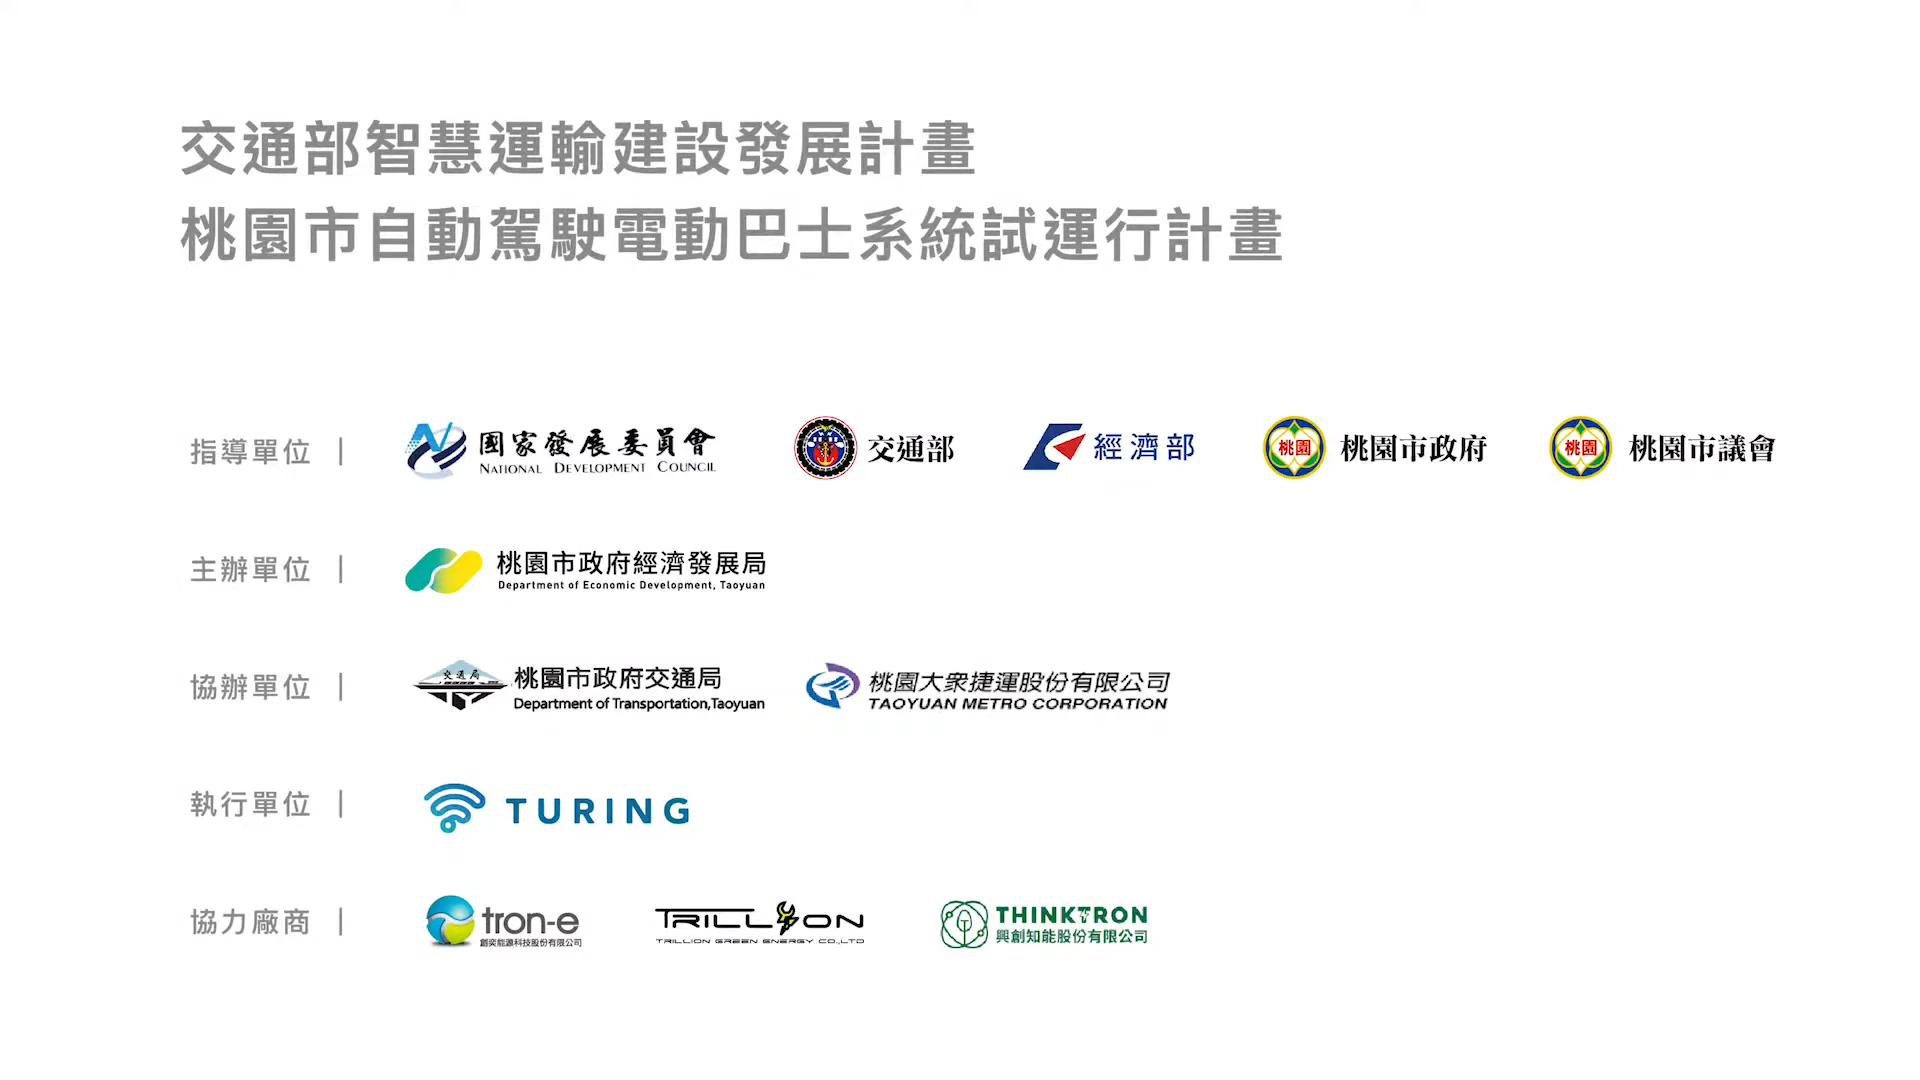 交通部智慧運輸建設發展計畫
桃園市自動駕駛電動巴士系統試運行計畫
指導單位 | 國家發展委員會 交通部 經濟部 桃園 桃園市政府 桃園 桃園市議會
NATIONAL DEVELOPMENT COUNCIL
主辦單位 | 桃園市政府經濟發展局
Department of Economic Development, Taoyuan
協辦單位 | 交通局 桃園市政府交通局 桃園大眾捷運股份有限公司
Department of Transportation,Taoyuan TAOYUAN METRO CORPORATION
執行單位 | TURING
協力廠商 | tron-e TRILLION THINKTRON
創奕能源科技股份有限公司 TRILLION GREEN ENERGY CO.,LTD 興創知能股份有限公司